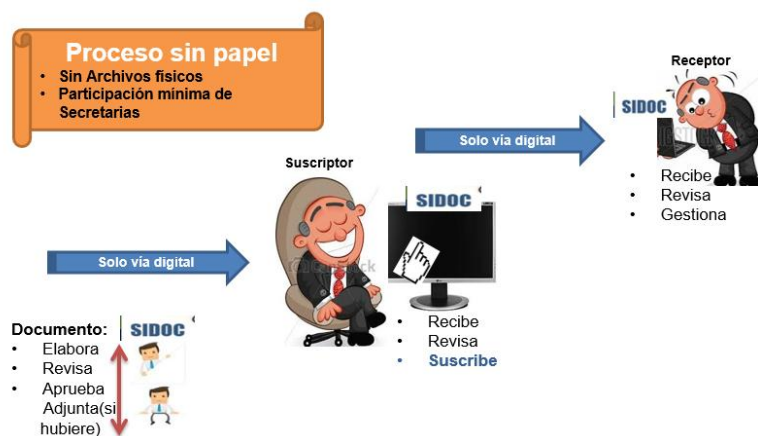 Proceso sin papel
• Sin Archivos físicos
• Participación mínima de
Secretarias
Receptor
SIDOC
Solo vía digital
• Recibe
• Revisa
• Gestiona
Suscriptor
SIDOC
Solo vía digital
• Recibe
• Revisa
• Suscribe
Documento:
SIDOC
• Elabora
• Revisa
• Aprueba
Adjunta(si
hubiere)